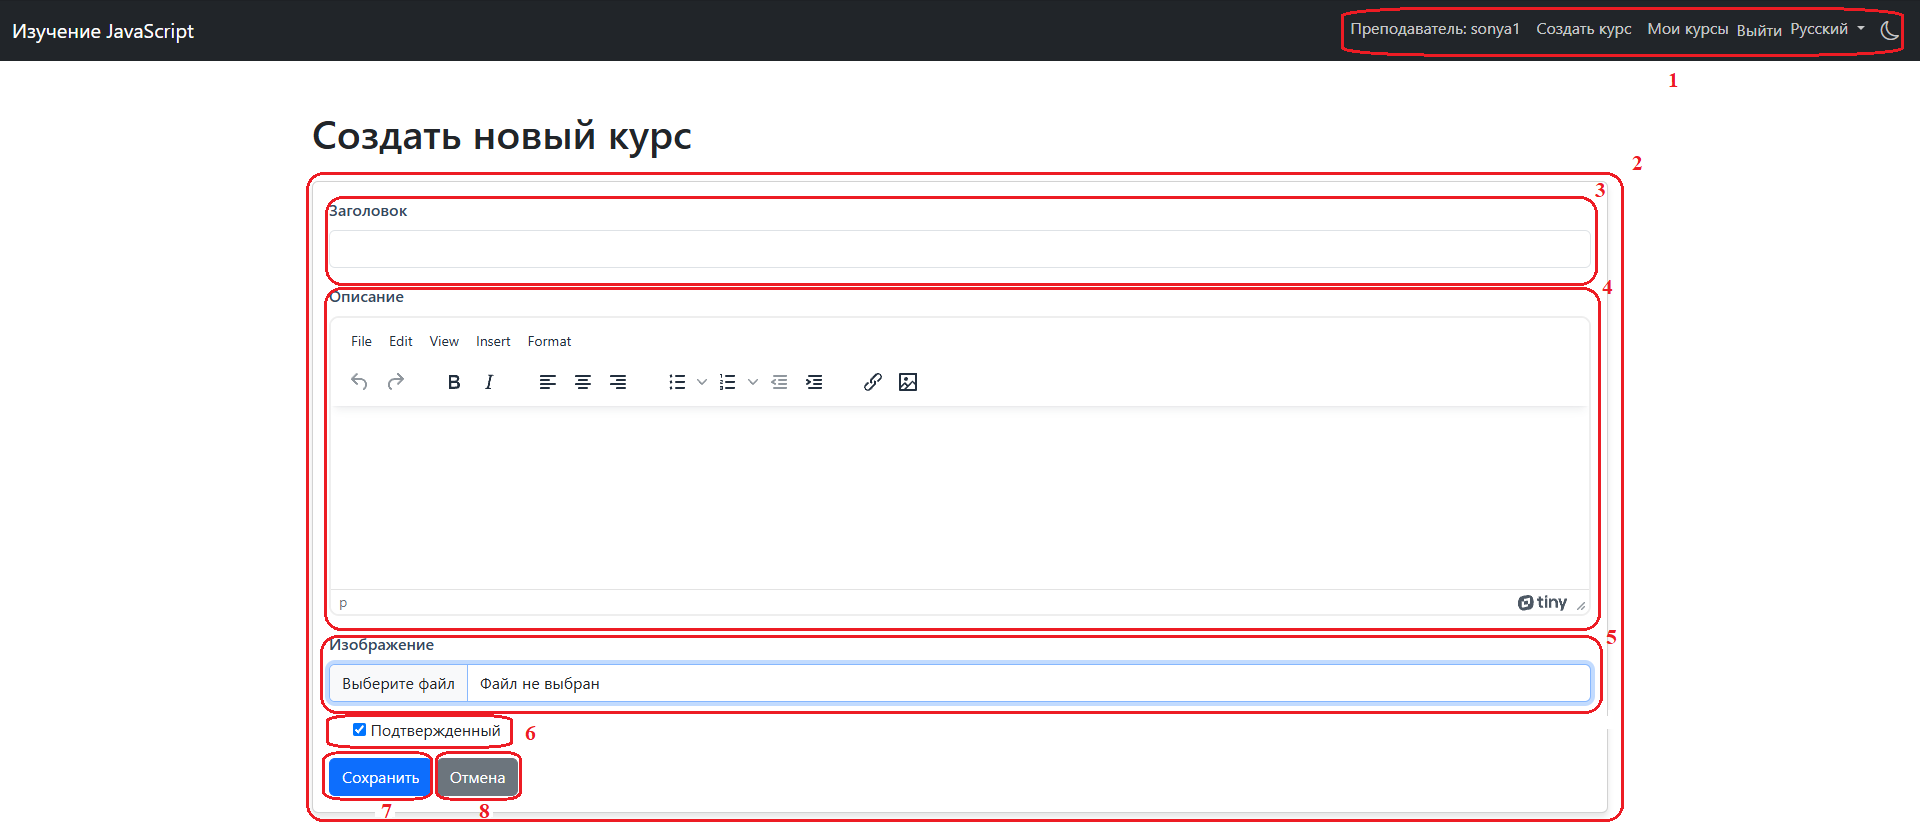 Изучение JavaScript
Преподаватель: sonya1 Создать курс Мои курсы Выйти Русский
1
Создать новый курс
2
3
Заголовок
4
Описание
File Edit View Insert Format
B I
p tiny
5
Изображение
Выберите файл Файл не выбран
Подтвержденный 6
Сохранить Отмена
7 8